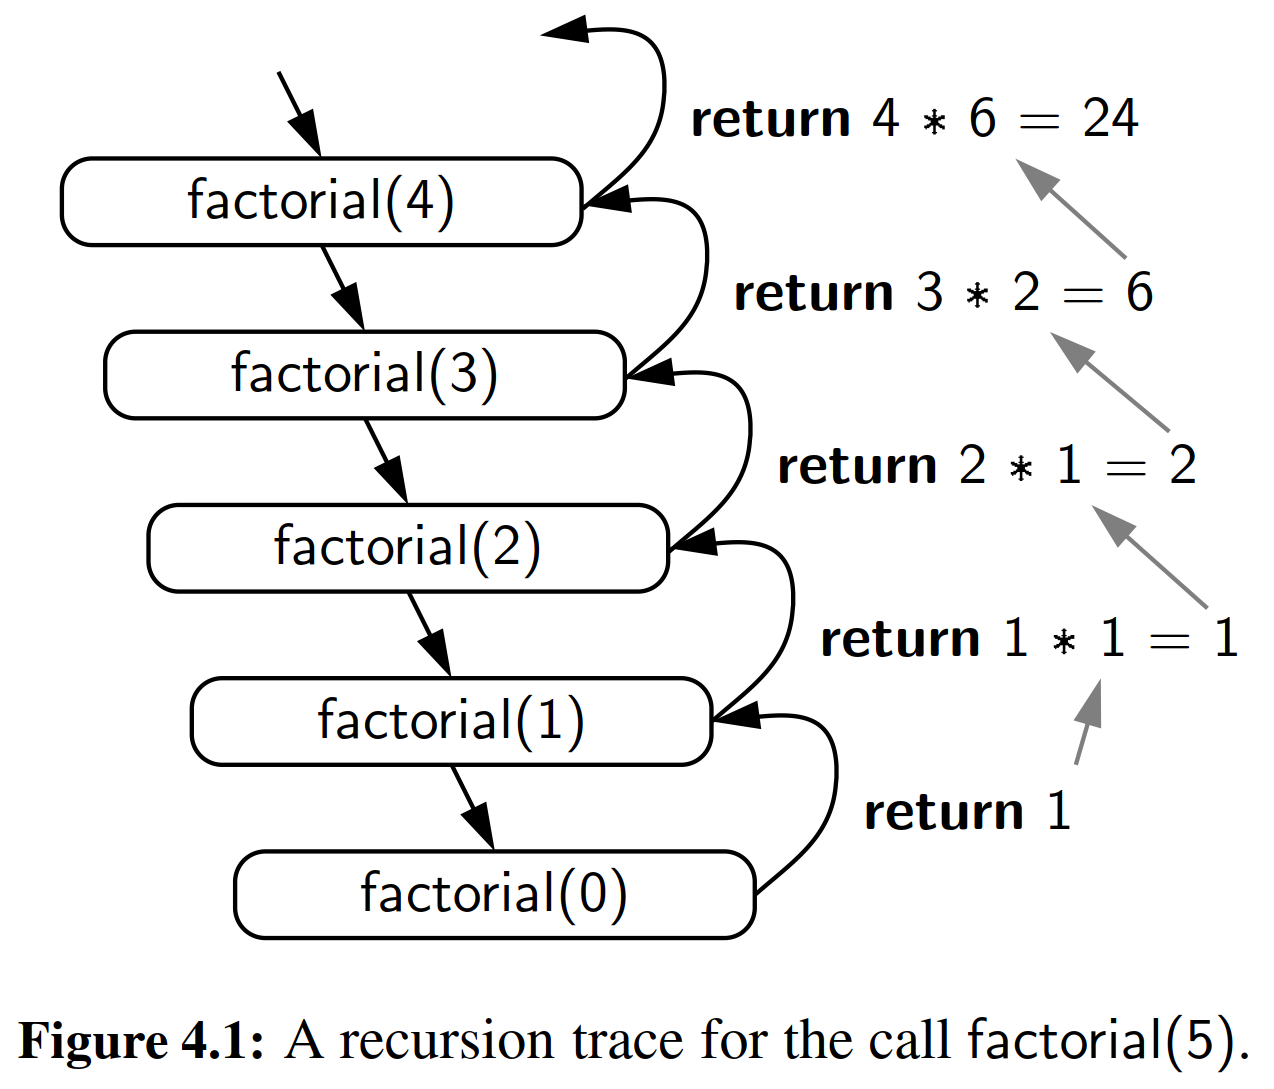 return 4 * 6 = 24
factorial(4)
return 3 * 2 = 6
factorial(3)
return 2 * 1 = 2
factorial(2)
return 1 * 1 = 1
factorial(1)
return 1
factorial(0)
Figure 4.1: A recursion trace for the call factorial(5).